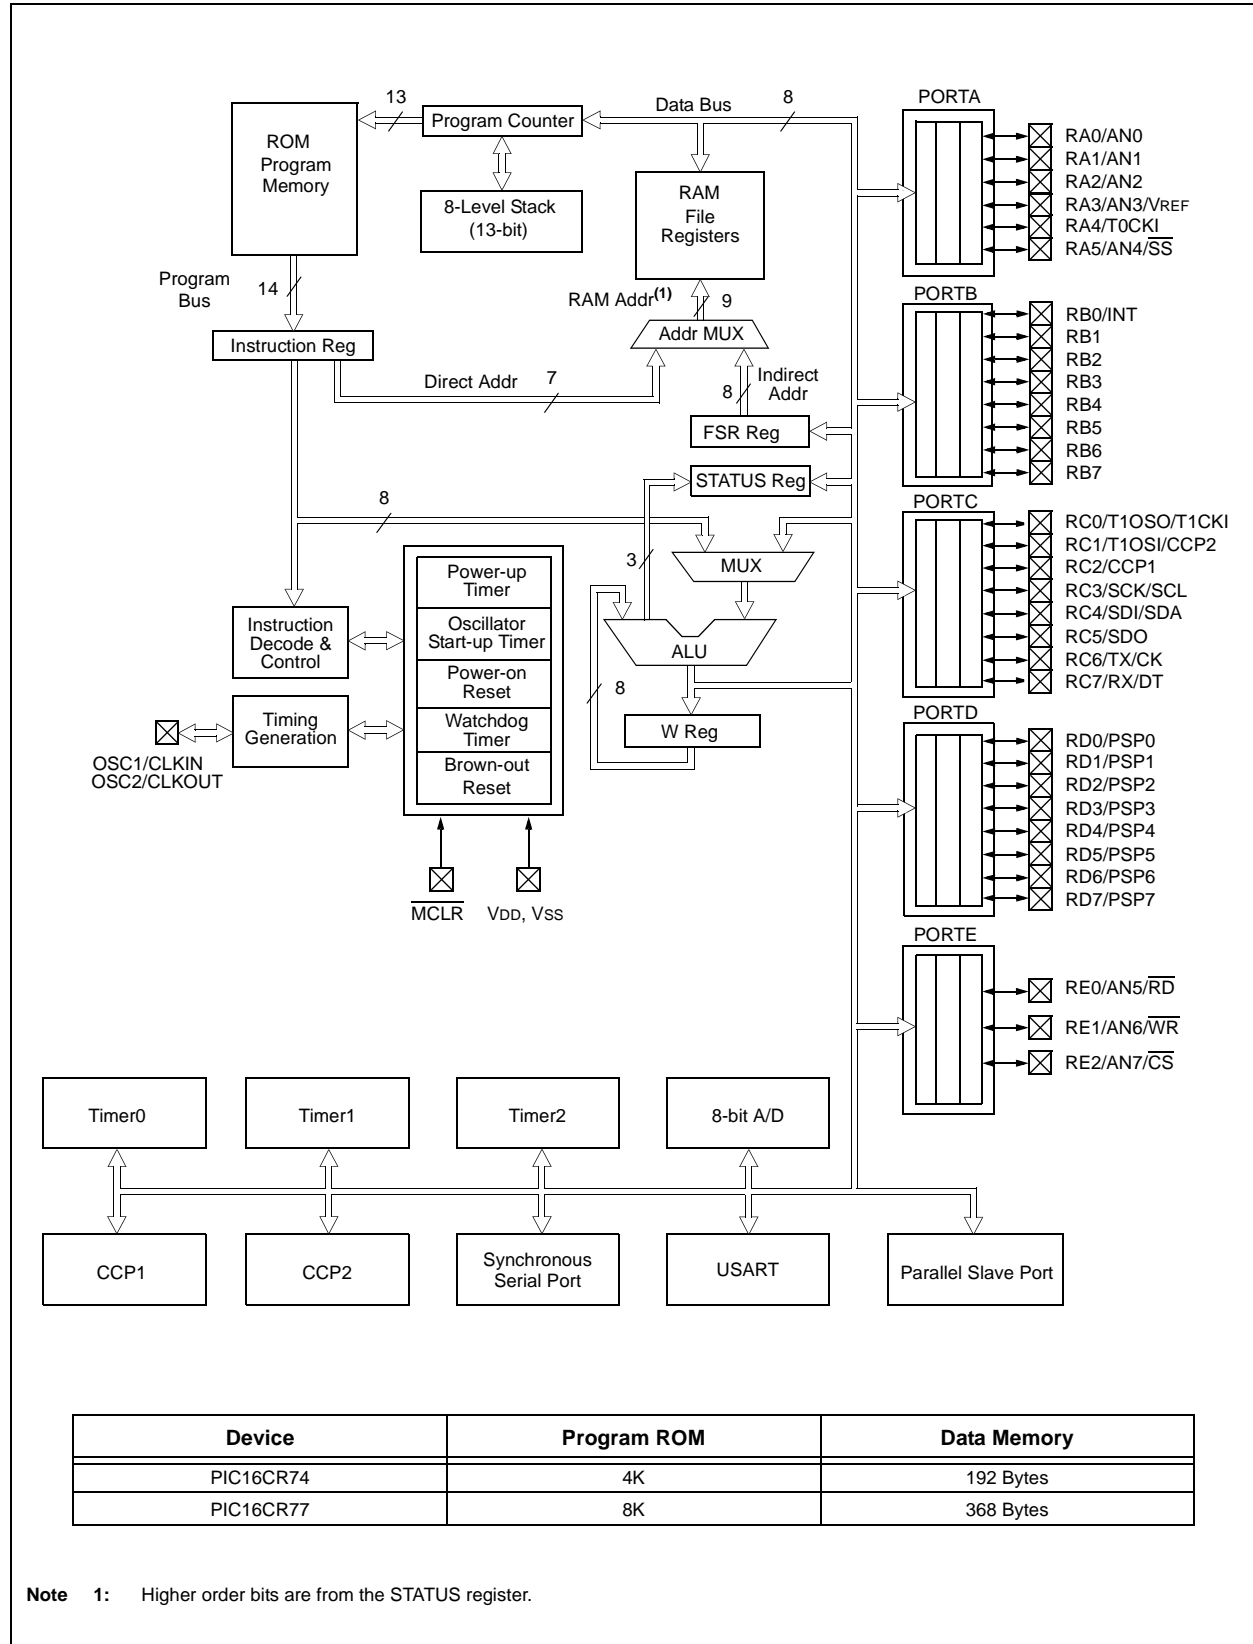 13
Data Bus
8
PORTA
ROM
Program
Memory
Program Counter
8-Level Stack
(13-bit)
RAM
File
Registers
RA0/AN0
RA1/AN1
RA2/AN2
RA3/AN3/VREF
RA4/T0CKI
RA5/AN4/SS
Program
Bus
14
RAM Addr(1)
9
PORTB
Instruction Reg
Addr MUX
Direct Addr
7
8
Indirect
Addr
FSR Reg
STATUS Reg
RB0/INT
RB1
RB2
RB3
RB4
RB5
RB6
RB7
8
3
MUX
ALU
8
W Reg
PORTC
RC0/T1OSO/T1CKI
RC1/T1OSI/CCP2
RC2/CCP1
RC3/SCK/SCL
RC4/SDI/SDA
RC5/SDO
RC6/TX/CK
RC7/RX/DT
Power-up
Timer
Oscillator
Start-up Timer
Power-on
Reset
Watchdog
Timer
Brown-out
Reset
Instruction
Decode &
Control
Timing
Generation
OSC1/CLKIN
OSC2/CLKOUT
MCLR
VDD, VSS
PORTD
RD0/PSP0
RD1/PSP1
RD2/PSP2
RD3/PSP3
RD4/PSP4
RD5/PSP5
RD6/PSP6
RD7/PSP7
PORTE
RE0/AN5/RD
RE1/AN6/WR
RE2/AN7/CS
Timer0
Timer1
Timer2
8-bit A/D
CCP1
CCP2
Synchronous
Serial Port
USART
Parallel Slave Port
Device Program ROM Data Memory
PIC16CR74 4K 192 Bytes
PIC16CR77 8K 368 Bytes
Note 1: Higher order bits are from the STATUS register.